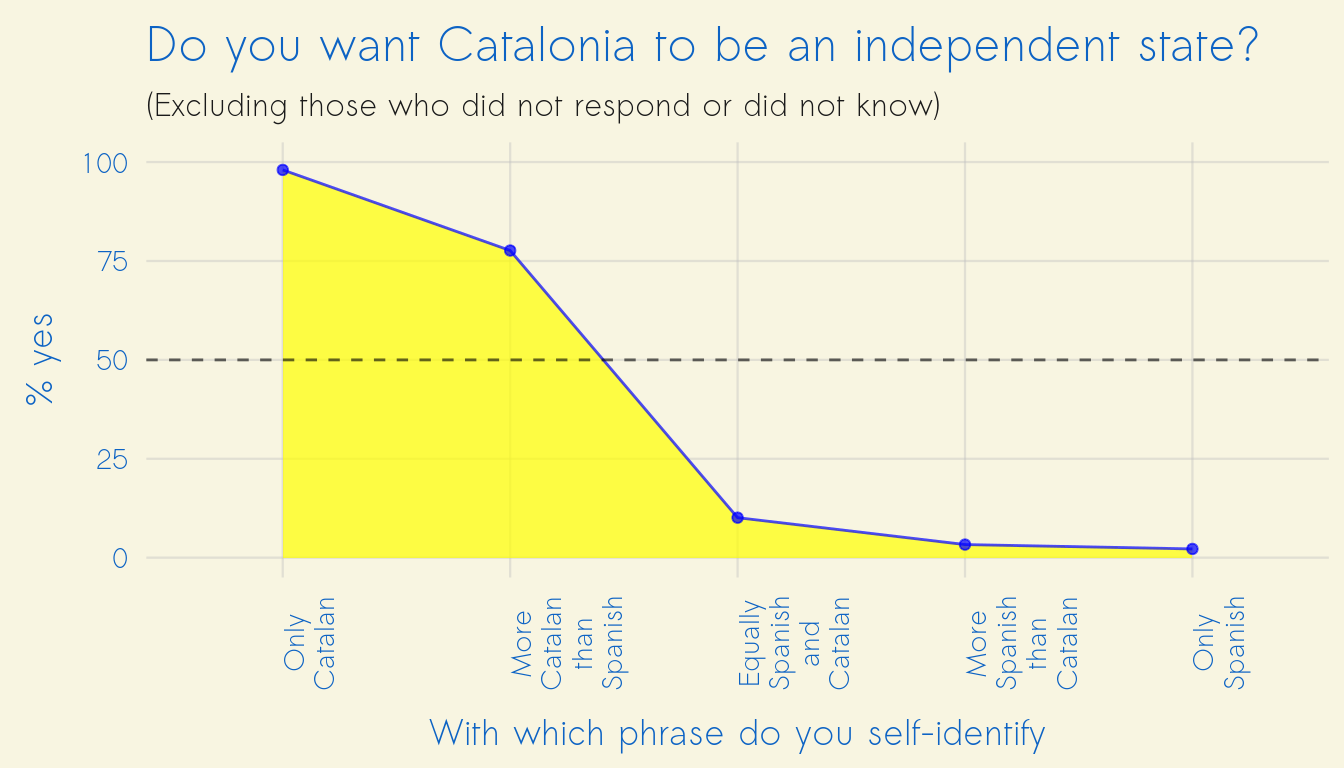 Do you want Catalonia to be an independent state?
(Excluding those who did not respond or did not know)
100
75
50
25
0
% yes
Only
Catalan
More
Catalan
than
Spanish
Equally
Spanish
and
Catalan
More
Spanish
than
Catalan
Only
Spanish
With which phrase do you self-identify